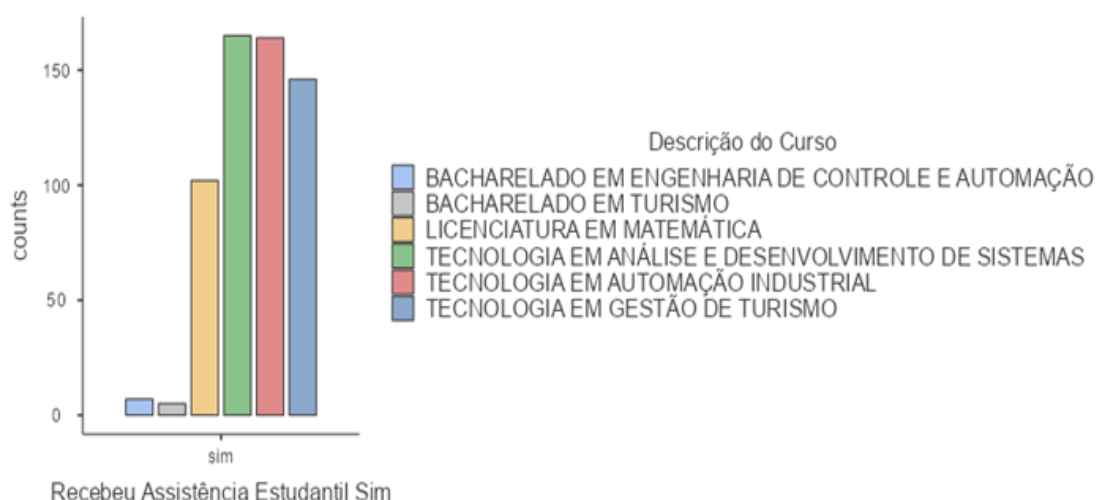 150
100
50
0
counts
sim
Recebeu Assistência Estudantil Sim
Descrição do Curso
BACHARELADO EM ENGENHARIA DE CONTROLE E AUTOMAÇÃO
BACHARELADO EM TURISMO
LICENCIATURA EM MATEMÁTICA
TECNOLOGIA EM ANÁLISE E DESENVOLVIMENTO DE SISTEMAS
TECNOLOGIA EM AUTOMAÇÃO INDUSTRIAL
TECNOLOGIA EM GESTÃO DE TURISMO